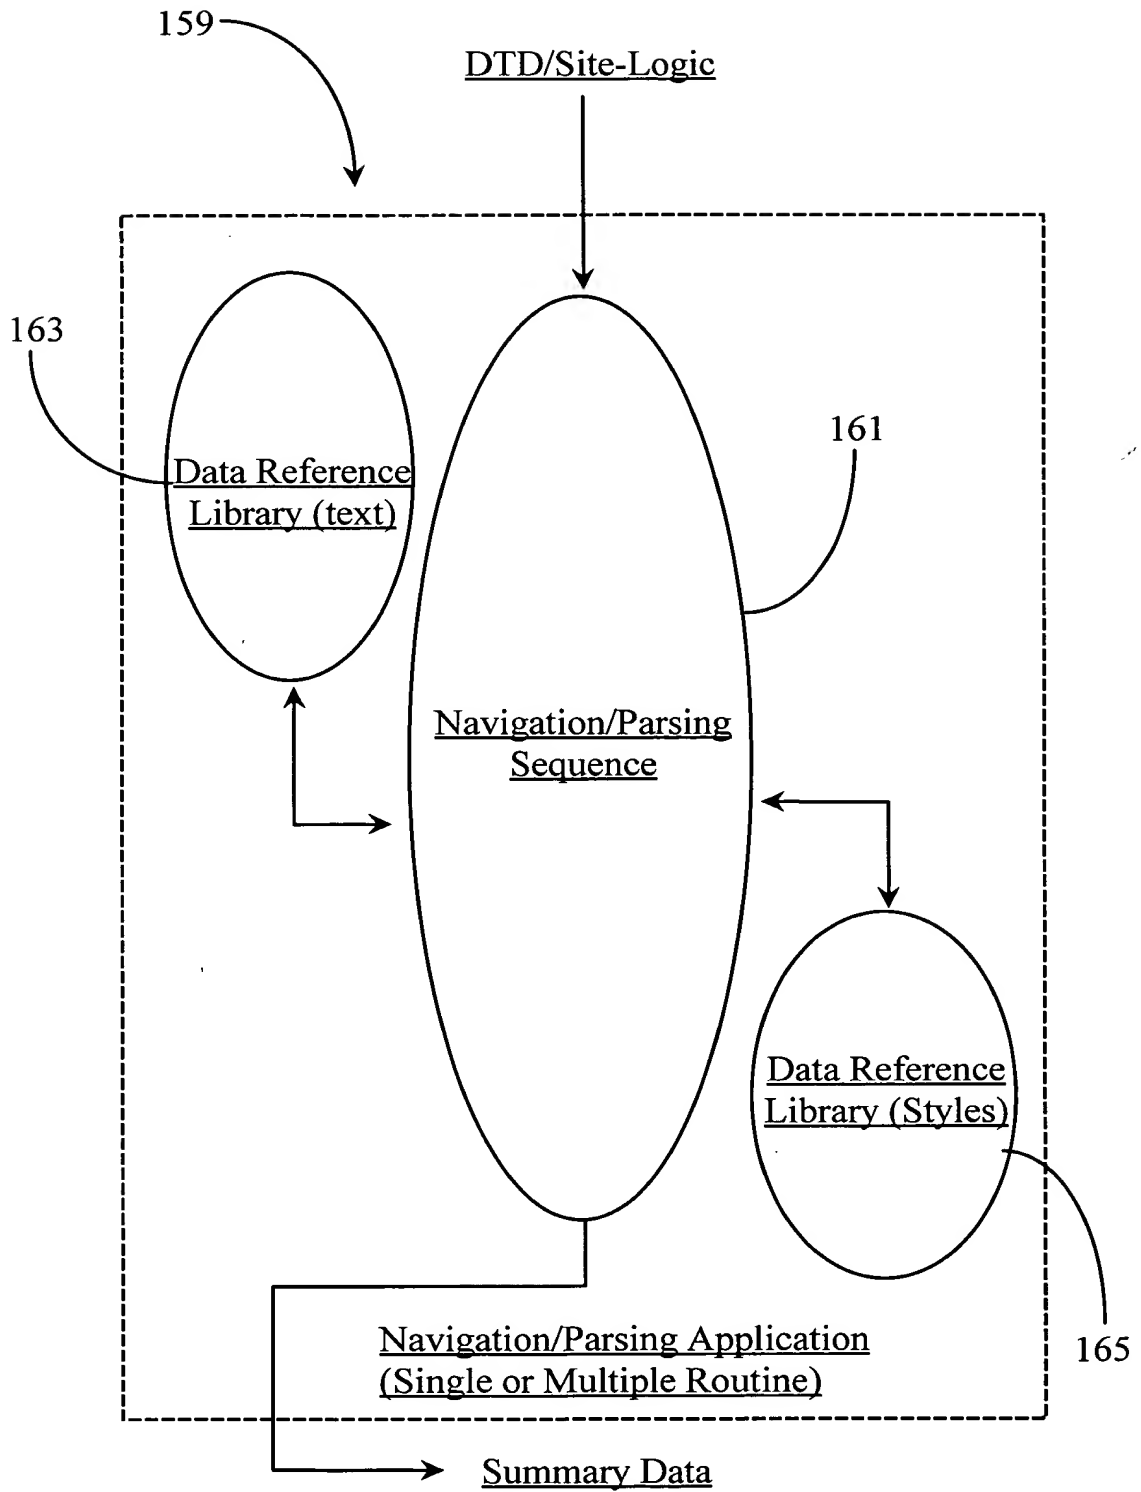 159
DTD/Site-Logic
163
161
Data Reference
Library (text)
Navigation/Parsing
Sequence
Data Reference
Library (Styles)
Navigation/Parsing Application
(Single or Multiple Routine)
165
Summary Data